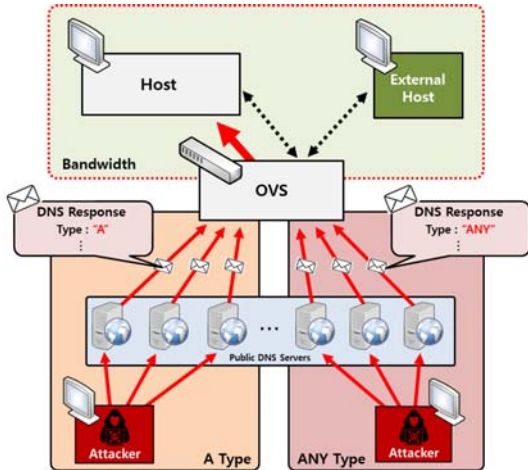 Host
External
Host
Bandwidth
OVS
DNS Response
Type : "A"
⋮
DNS Response
Type : "ANY"
⋮
...
Public DNS Servers
Attacker
A Type
ANY Type
Attacker